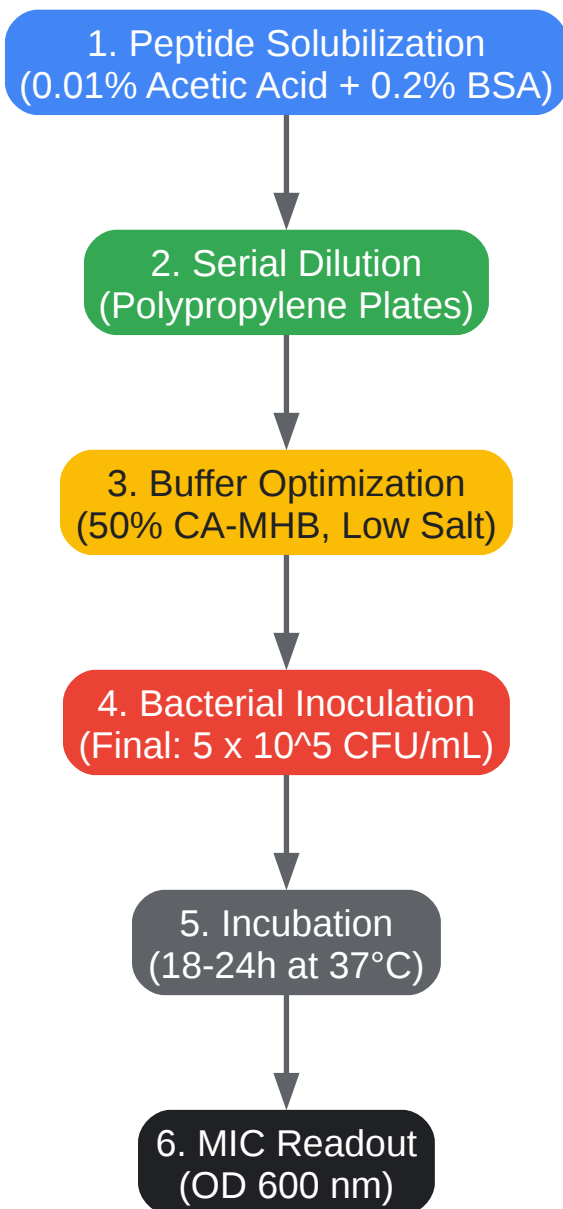 1. Peptide Solubilization
(0.01% Acetic Acid + 0.2% BSA)
2. Serial Dilution
(Polypropylene Plates)
3. Buffer Optimization
(50% CA-MHB, Low Salt)
4. Bacterial Inoculation
(Final: 5 x 10^5 CFU/mL)
5. Incubation
(18-24h at 37°C)
6. MIC Readout
(OD 600 nm)